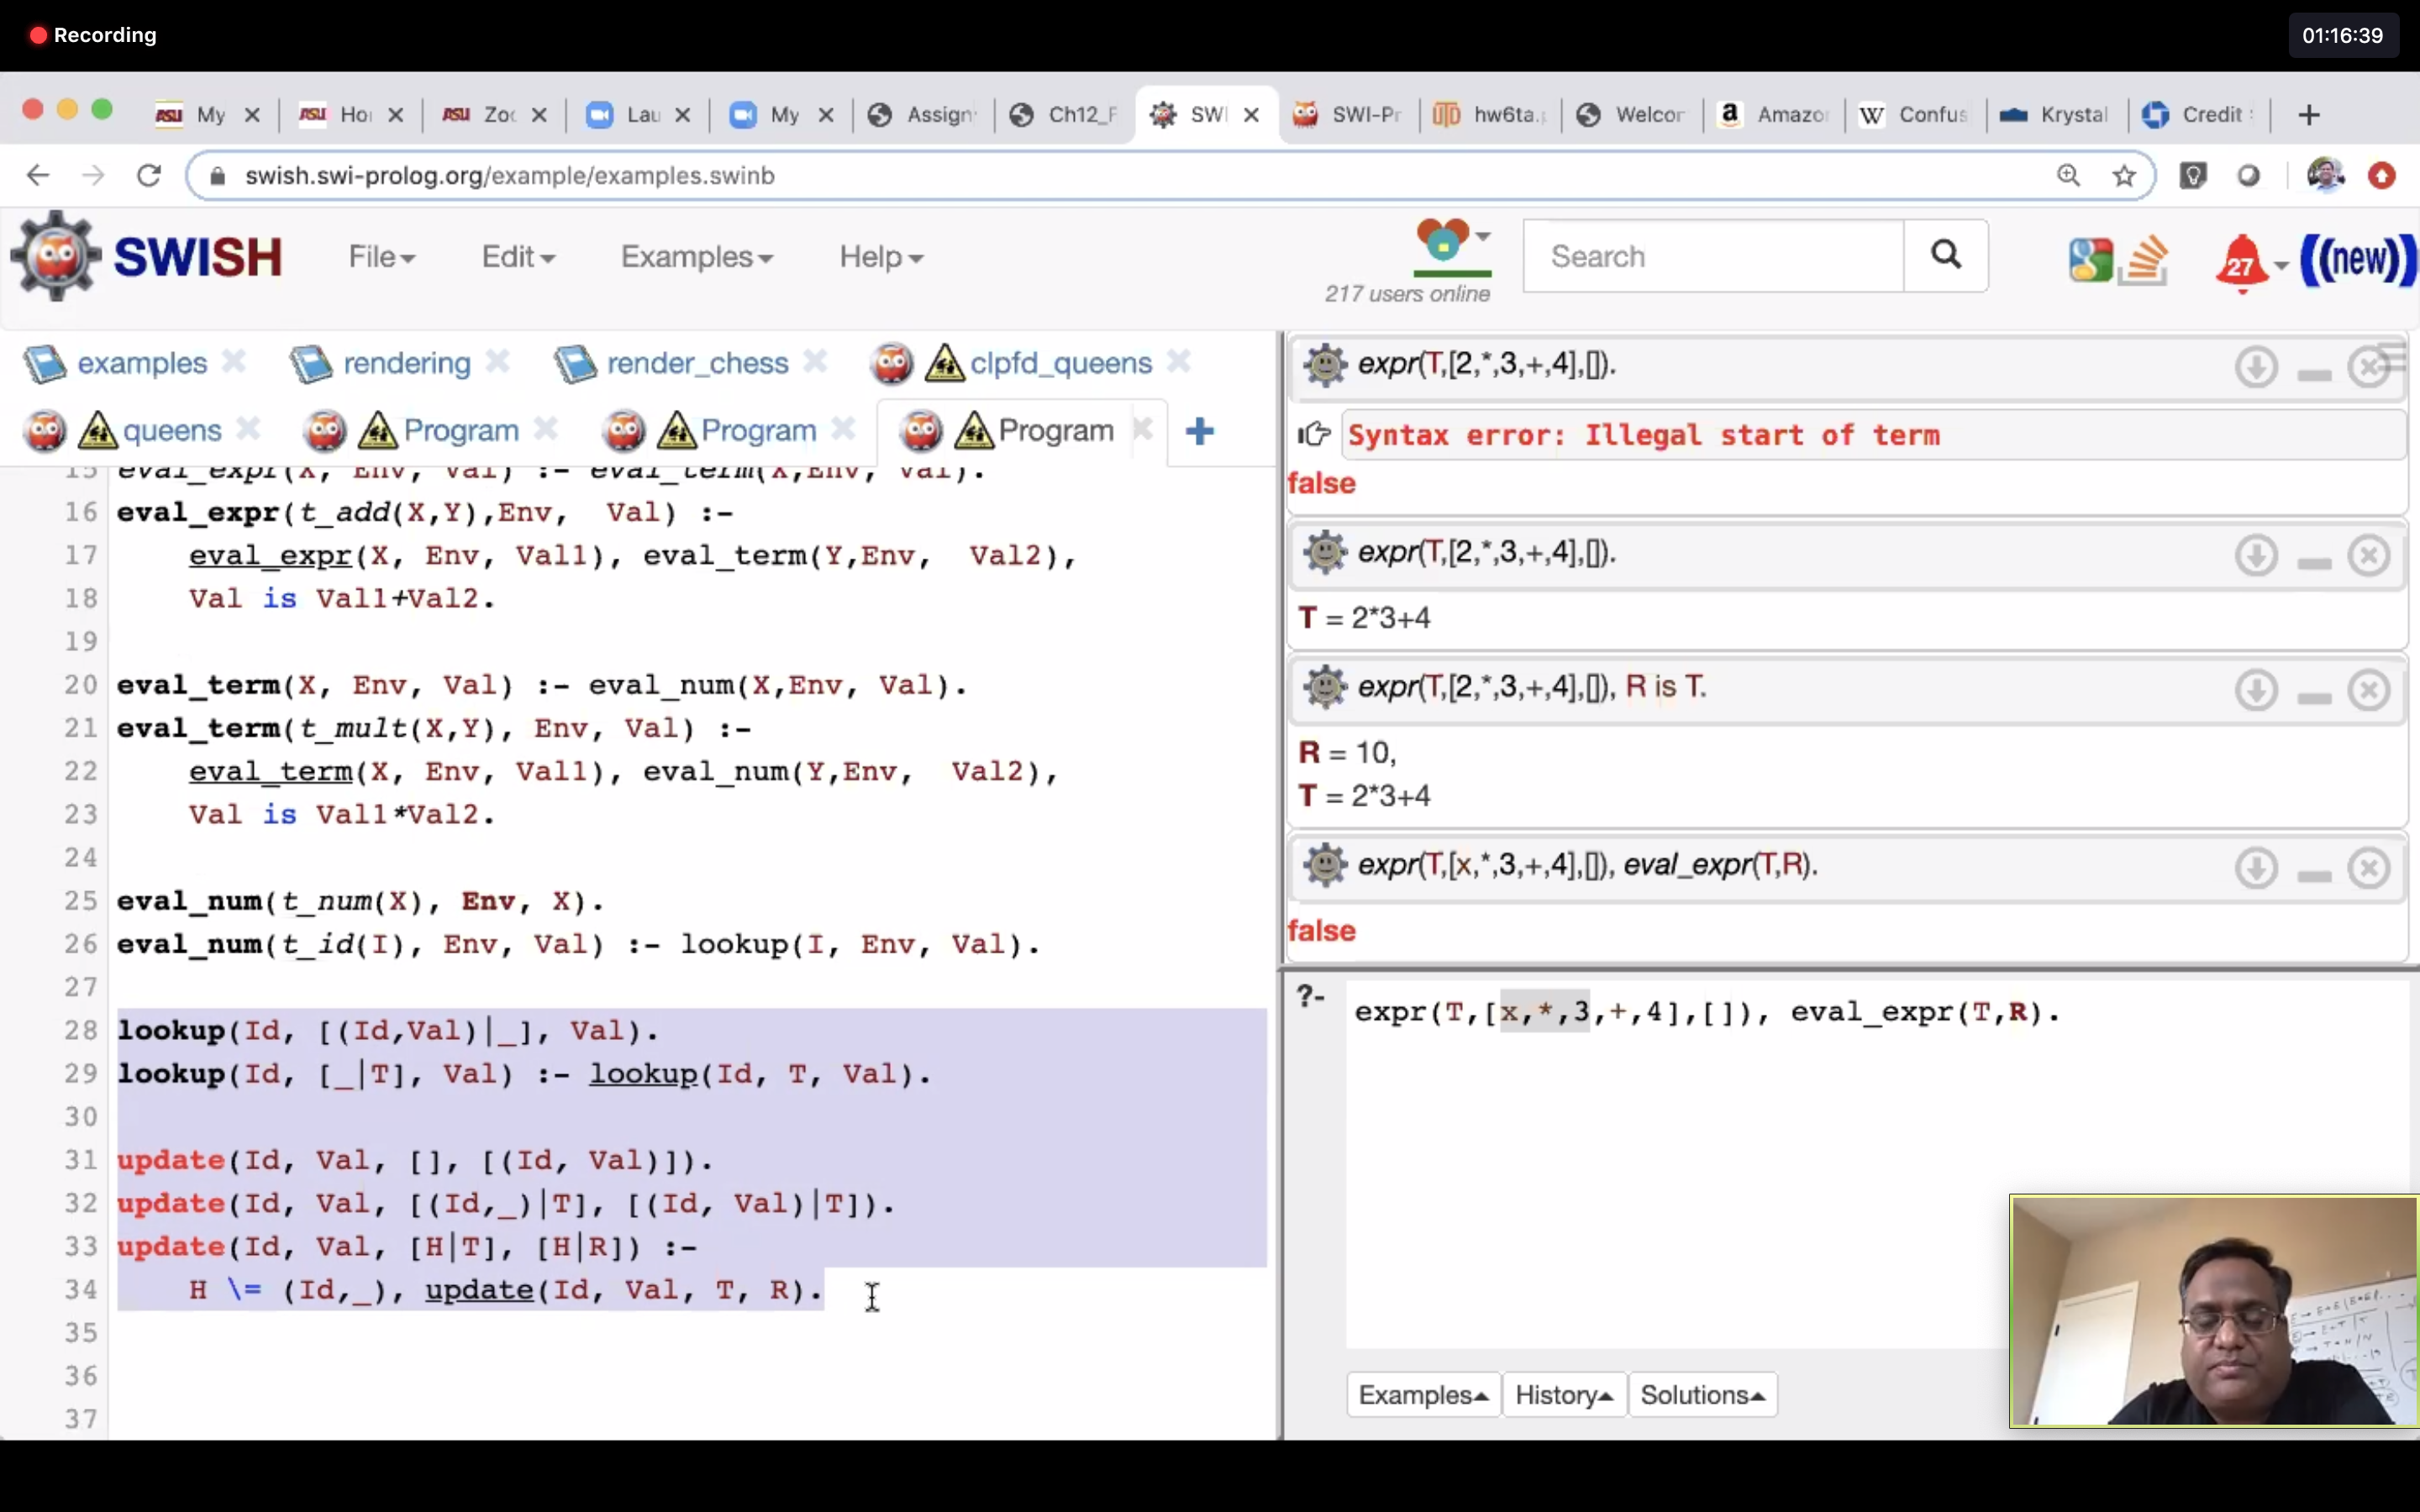 Recording
01:16:39
My
Ho
Zoc
Lau
My
Assign
Ch12_F
SWI
SWI-Pr
hw6ta.
Welcor
Amazo
Confus
Krystal
Credit
swish.swi-prolog.org/example/examples.swinb
SWISH
File
Edit
Examples
Help
217 users online
Search
27
((new))
examples
rendering
render_chess
clpfd_queens
queens
Program
Program
Program
15 eval_expr(X, Env, Val) :- eval_term(X,Env, Val).
16 eval_expr(t_add(X,Y),Env,  Val) :-
17     eval_expr(X, Env, Val1), eval_term(Y,Env,  Val2),
18     Val is Val1+Val2.
19
20 eval_term(X, Env, Val) :- eval_num(X,Env, Val).
21 eval_term(t_mult(X,Y), Env, Val) :-
22     eval_term(X, Env, Val1), eval_num(Y,Env,  Val2),
23     Val is Val1*Val2.
24
25 eval_num(t_num(X), Env, X).
26 eval_num(t_id(I), Env, Val) :- lookup(I, Env, Val).
27
28 lookup(Id, [(Id,Val)|_], Val).
29 lookup(Id, [_|T], Val) :- lookup(Id, T, Val).
30
31 update(Id, Val, [], [(Id, Val)]).
32 update(Id, Val, [(Id,_)|T], [(Id, Val)|T]).
33 update(Id, Val, [H|T], [H|R]) :-
34     H \= (Id,_), update(Id, Val, T, R).
35
36
37
expr(T,[2,*,3,+,4],[]).
Syntax error: Illegal start of term
false
expr(T,[2,*,3,+,4],[]).
T = 2*3+4
expr(T,[2,*,3,+,4],[]), R is T.
R = 10,
T = 2*3+4
expr(T,[x,*,3,+,4],[]), eval_expr(T,R).
false
?- expr(T,[x,*,3,+,4],[]), eval_expr(T,R).
Examples
History
Solutions